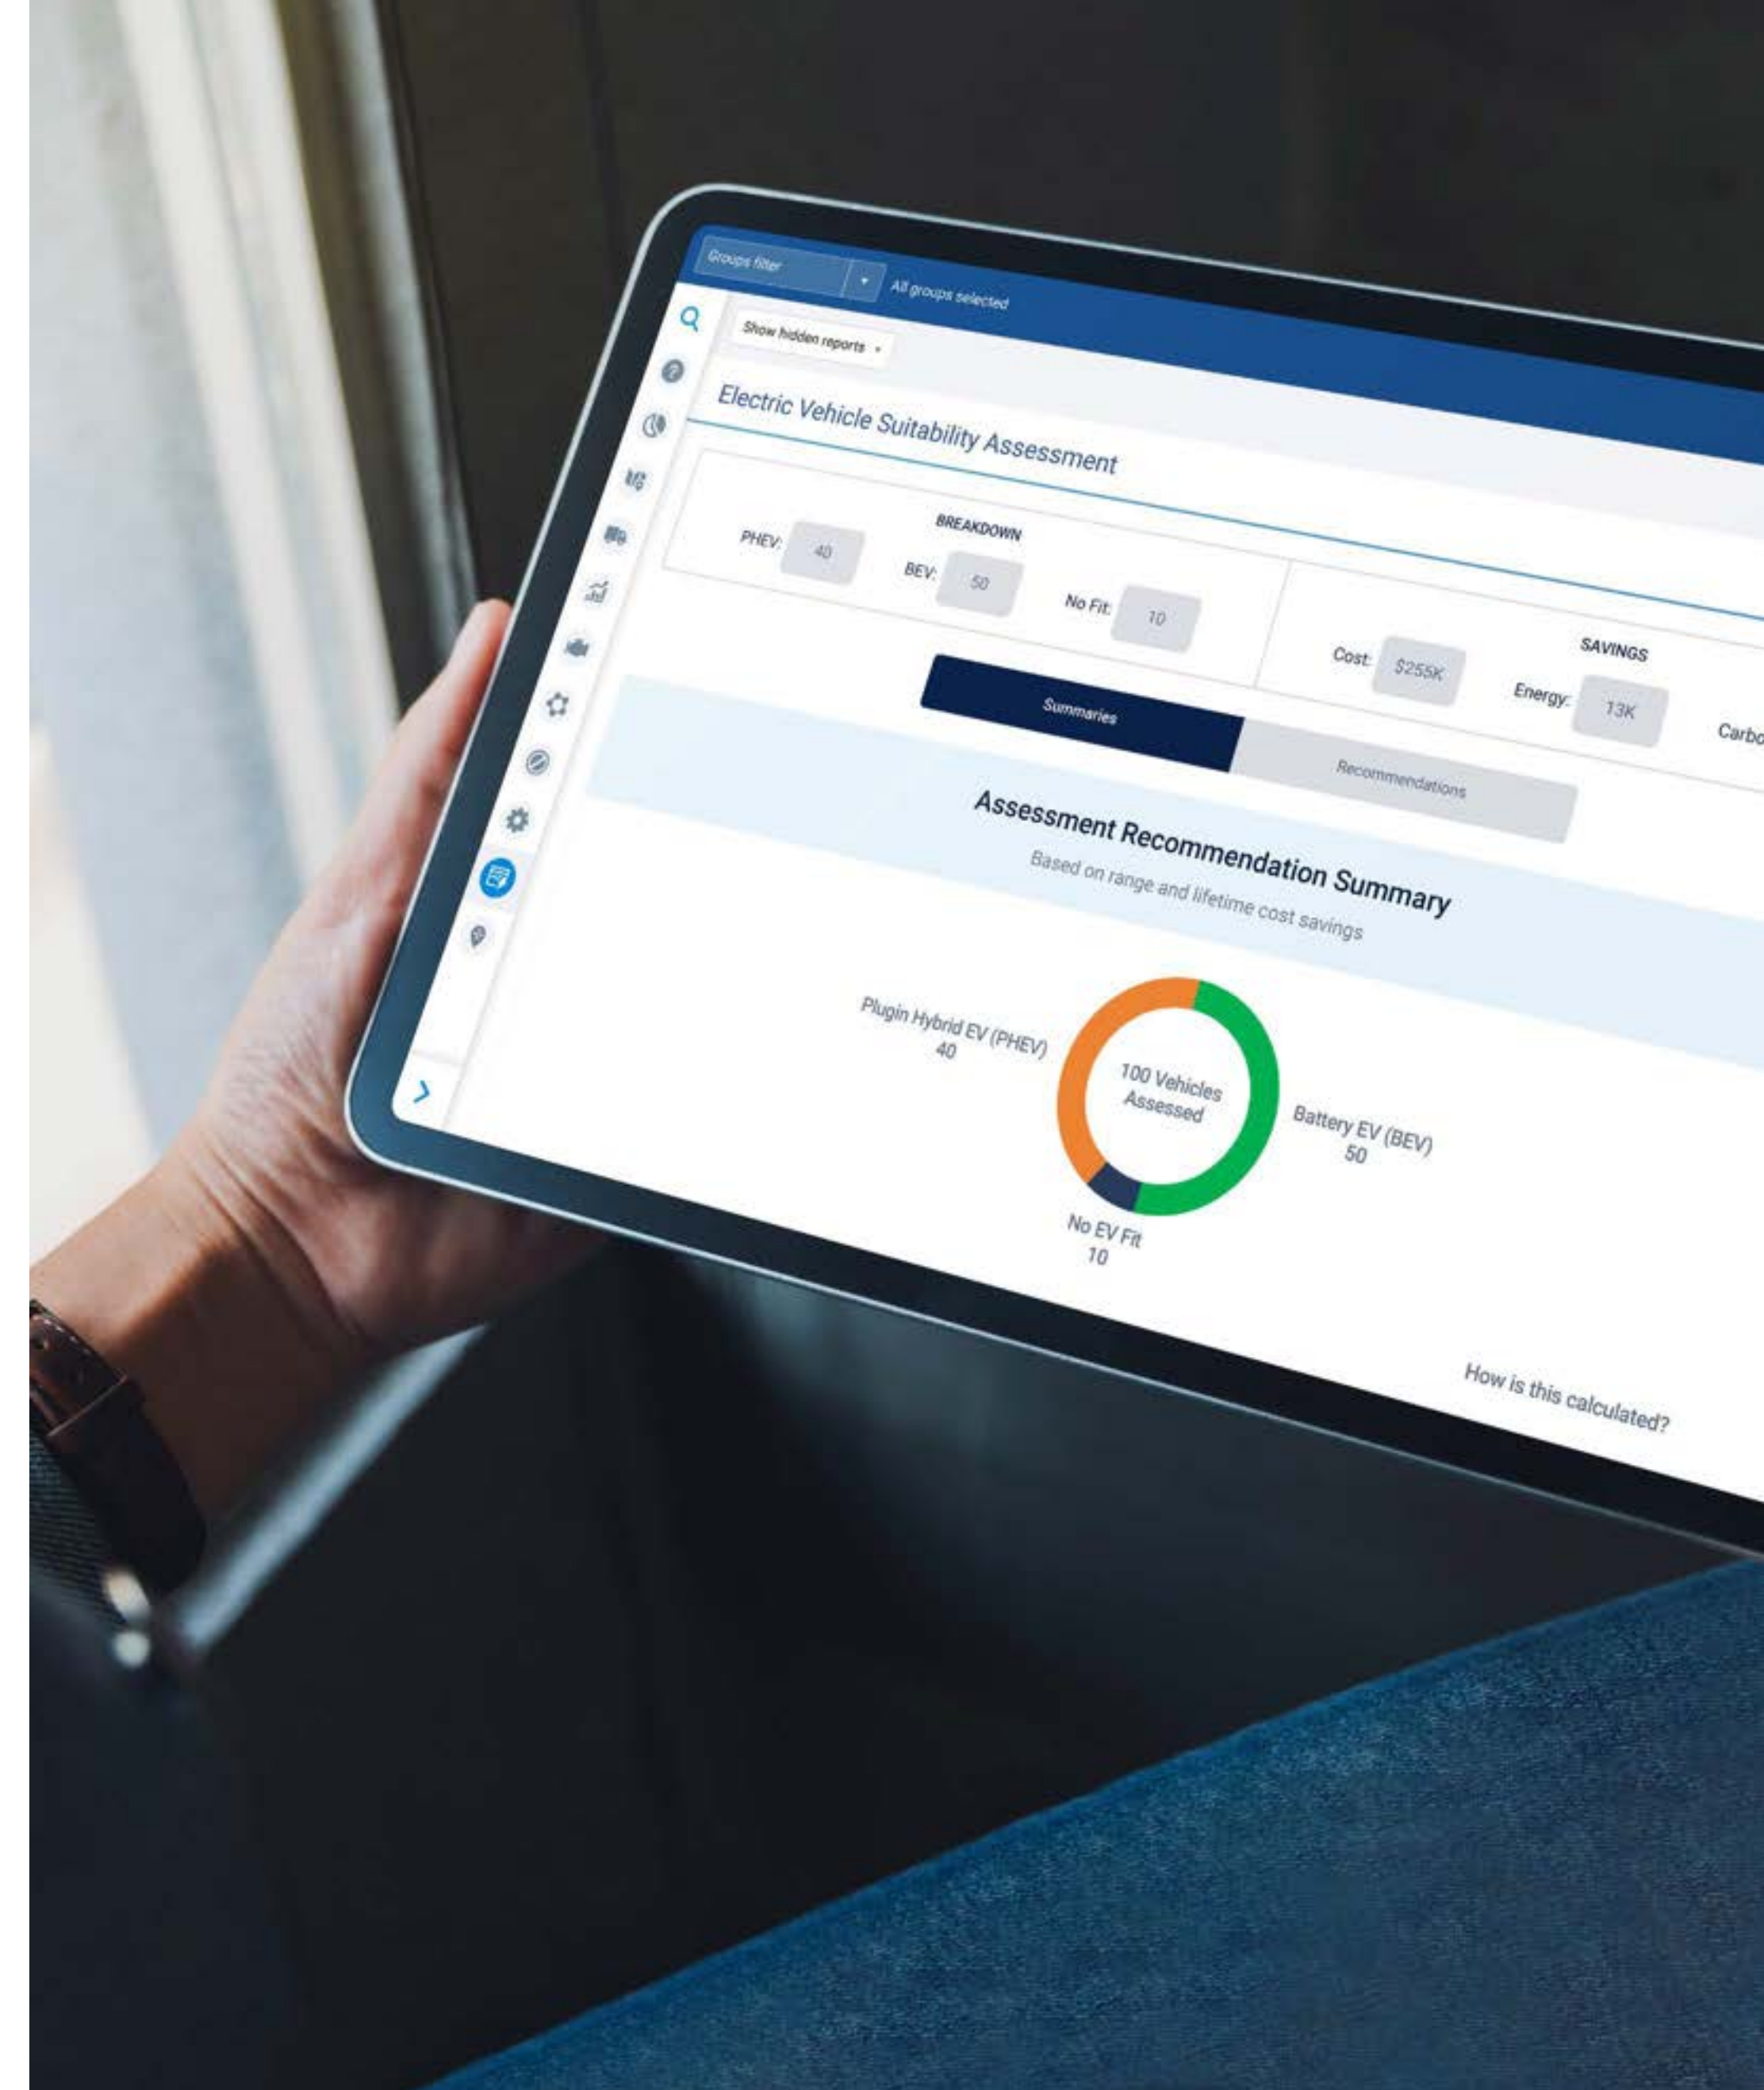 Groups filter
All groups selected
Show hidden reports
Electric Vehicle Suitability Assessment
BREAKDOWN
PHEV: 40
BEV: 50
No Fit: 10
SAVINGS
Cost: $255K
Energy: 13K
Carbo
Summaries
Recommendations
Assessment Recommendation Summary
Based on range and lifetime cost savings
Plugin Hybrid EV (PHEV)
40
100 Vehicles
Assessed
Battery EV (BEV)
50
No EV Fit
10
How is this calculated?